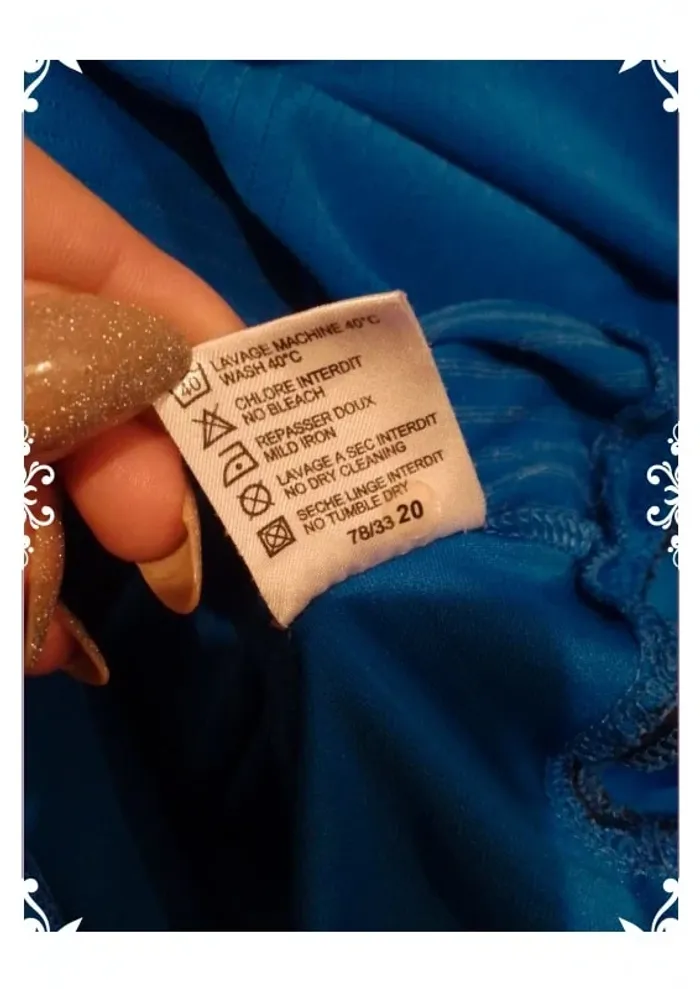 40
LAVAGE MACHINE 40°C
WASH 40°C
CHLORE INTERDIT
NO BLEACH
REPASSER DOUX
MILD IRON
LAVAGE A SEC INTERDIT
NO DRY CLEANING
SECHE LINGE INTERDIT
NO TUMBLE DRY
78/33 20